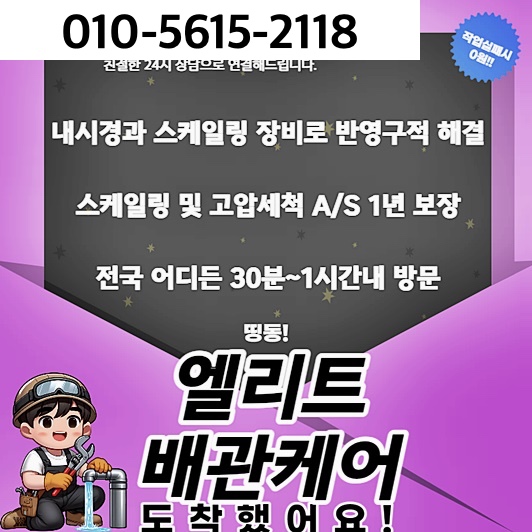 010-5615-2118
친절한 24시 상담으로 연결해드립니다.
작업실패시
0원!!
내시경과 스케일링 장비로 반영구적 해결
스케일링 및 고압세척 A/S 1년 보장
전국 어디든 30분~1시간내 방문
띵동!
엘리트
배관케어
도착했어요!